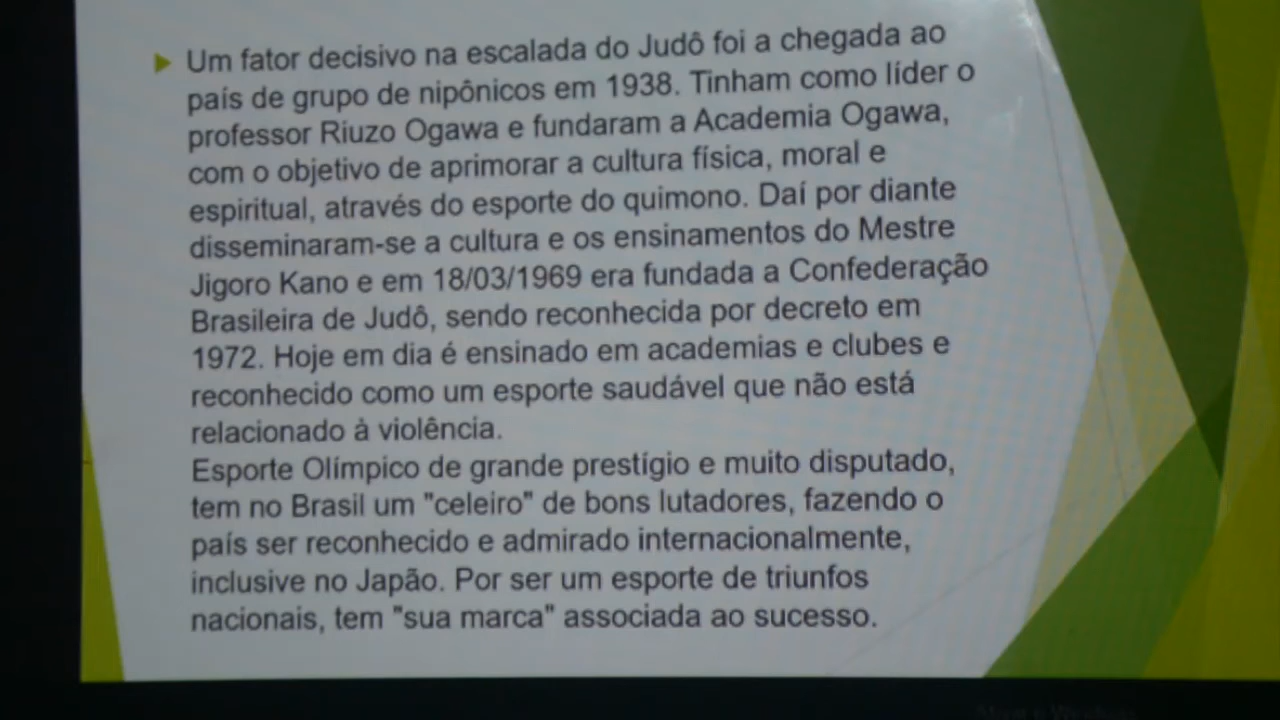 Um fator decisivo na escalada do Judô foi a chegada ao
país de grupo de nipônicos em 1938. Tinham como líder o
professor Riuzo Ogawa e fundaram a Academia Ogawa,
com o objetivo de aprimorar a cultura física, moral e
espiritual, através do esporte do quimono. Daí por diante
disseminaram-se a cultura e os ensinamentos do Mestre
Jigoro Kano e em 18/03/1969 era fundada a Confederação
Brasileira de Judô, sendo reconhecida por decreto em
1972. Hoje em dia é ensinado em academias e clubes e
reconhecido como um esporte saudável que não está
relacionado à violência.
Esporte Olímpico de grande prestígio e muito disputado,
tem no Brasil um "celeiro" de bons lutadores, fazendo o
país ser reconhecido e admirado internacionalmente,
inclusive no Japão. Por ser um esporte de triunfos
nacionais, tem "sua marca" associada ao sucesso.